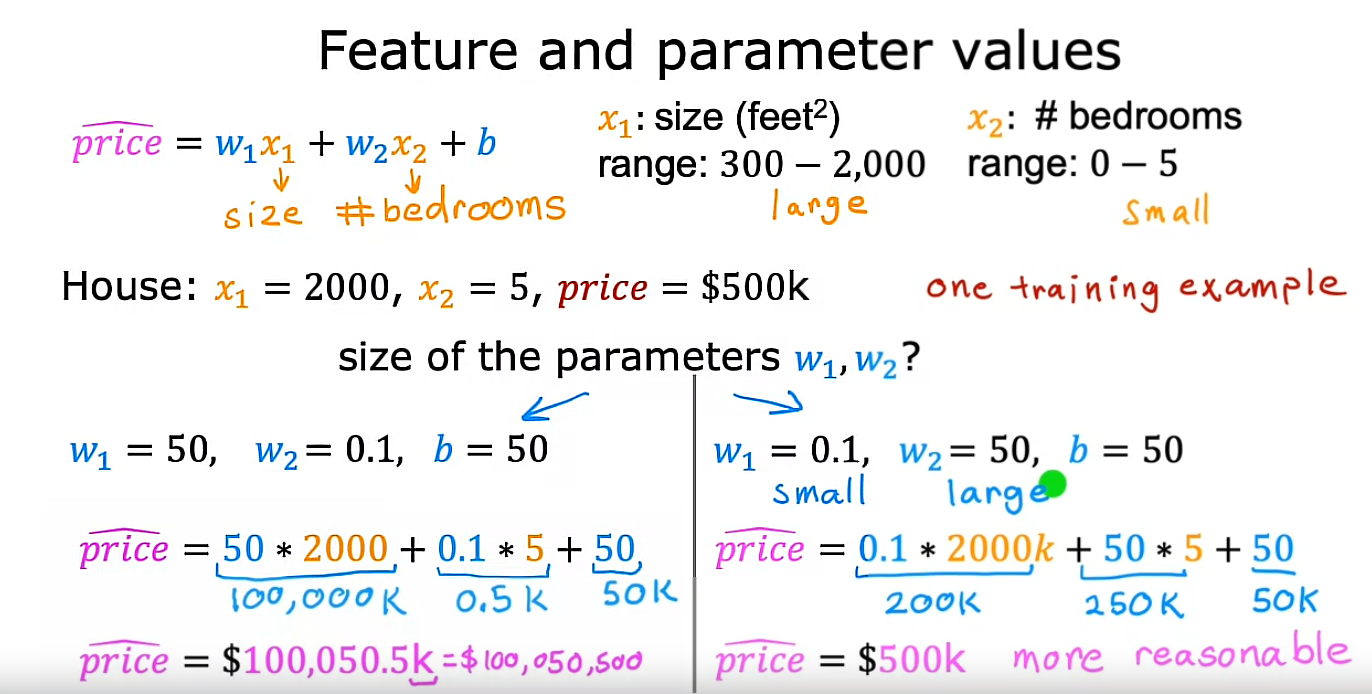 Feature and parameter values
$\widehat{price} = w_1x_1 + w_2x_2 + b$
size #bedrooms
$x_1$: size (feet²)
range: 300 – 2,000
large
$x_2$: # bedrooms
range: 0 – 5
small
House: $x_1$ = 2000, $x_2$ = 5, price = $500k
one training example
size of the parameters $w_1, w_2$?
$w_1$ = 50, $w_2$ = 0.1, b = 50
$\widehat{price}$ = 50 * 2000 + 0.1 * 5 + 50
100,000K 0.5K 50K
$\widehat{price}$ = $100,050.5k = $100,050,500
$w_1$ = 0.1, $w_2$ = 50, b = 50
small large
$\widehat{price}$ = 0.1 * 2000k + 50 * 5 + 50
200K 250K 50K
$\widehat{price}$ = $500k more reasonable